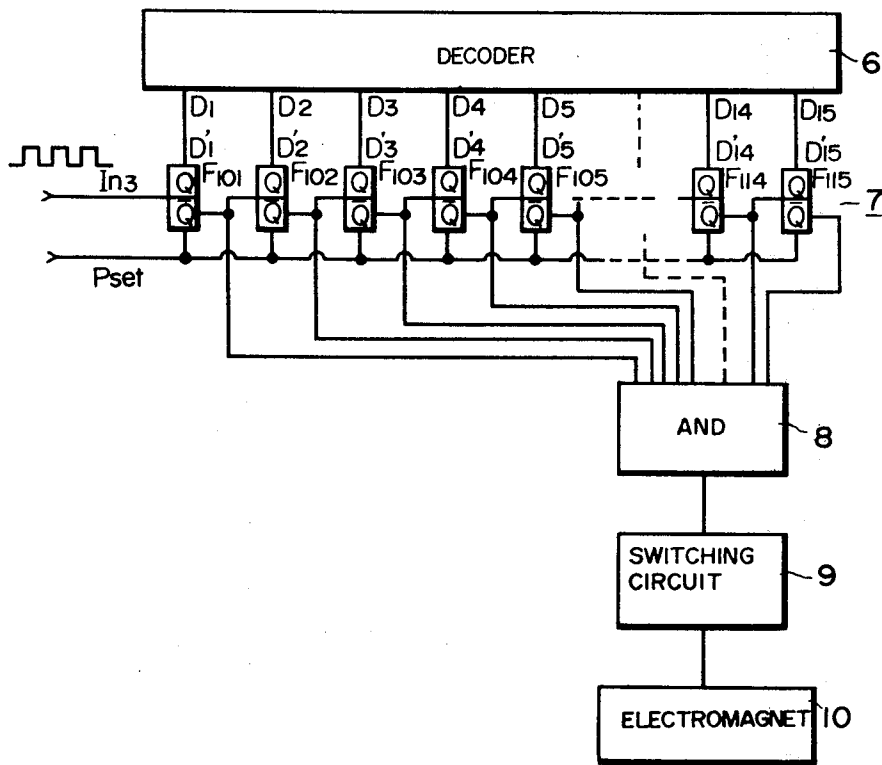 DECODER
6
D1 D2 D3 D4 D5 D14 D15
D'1 D'2 D'3 D'4 D'5 D'14 D'15
In3 Q F101 Q F102 Q F103 Q F104 Q F105 Q F114 Q F115
Q̅ Q̅ Q̅ Q̅ Q̅ Q̅ Q̅ 7
Pset
AND
8
SWITCHING
CIRCUIT
9
ELECTROMAGNET 10